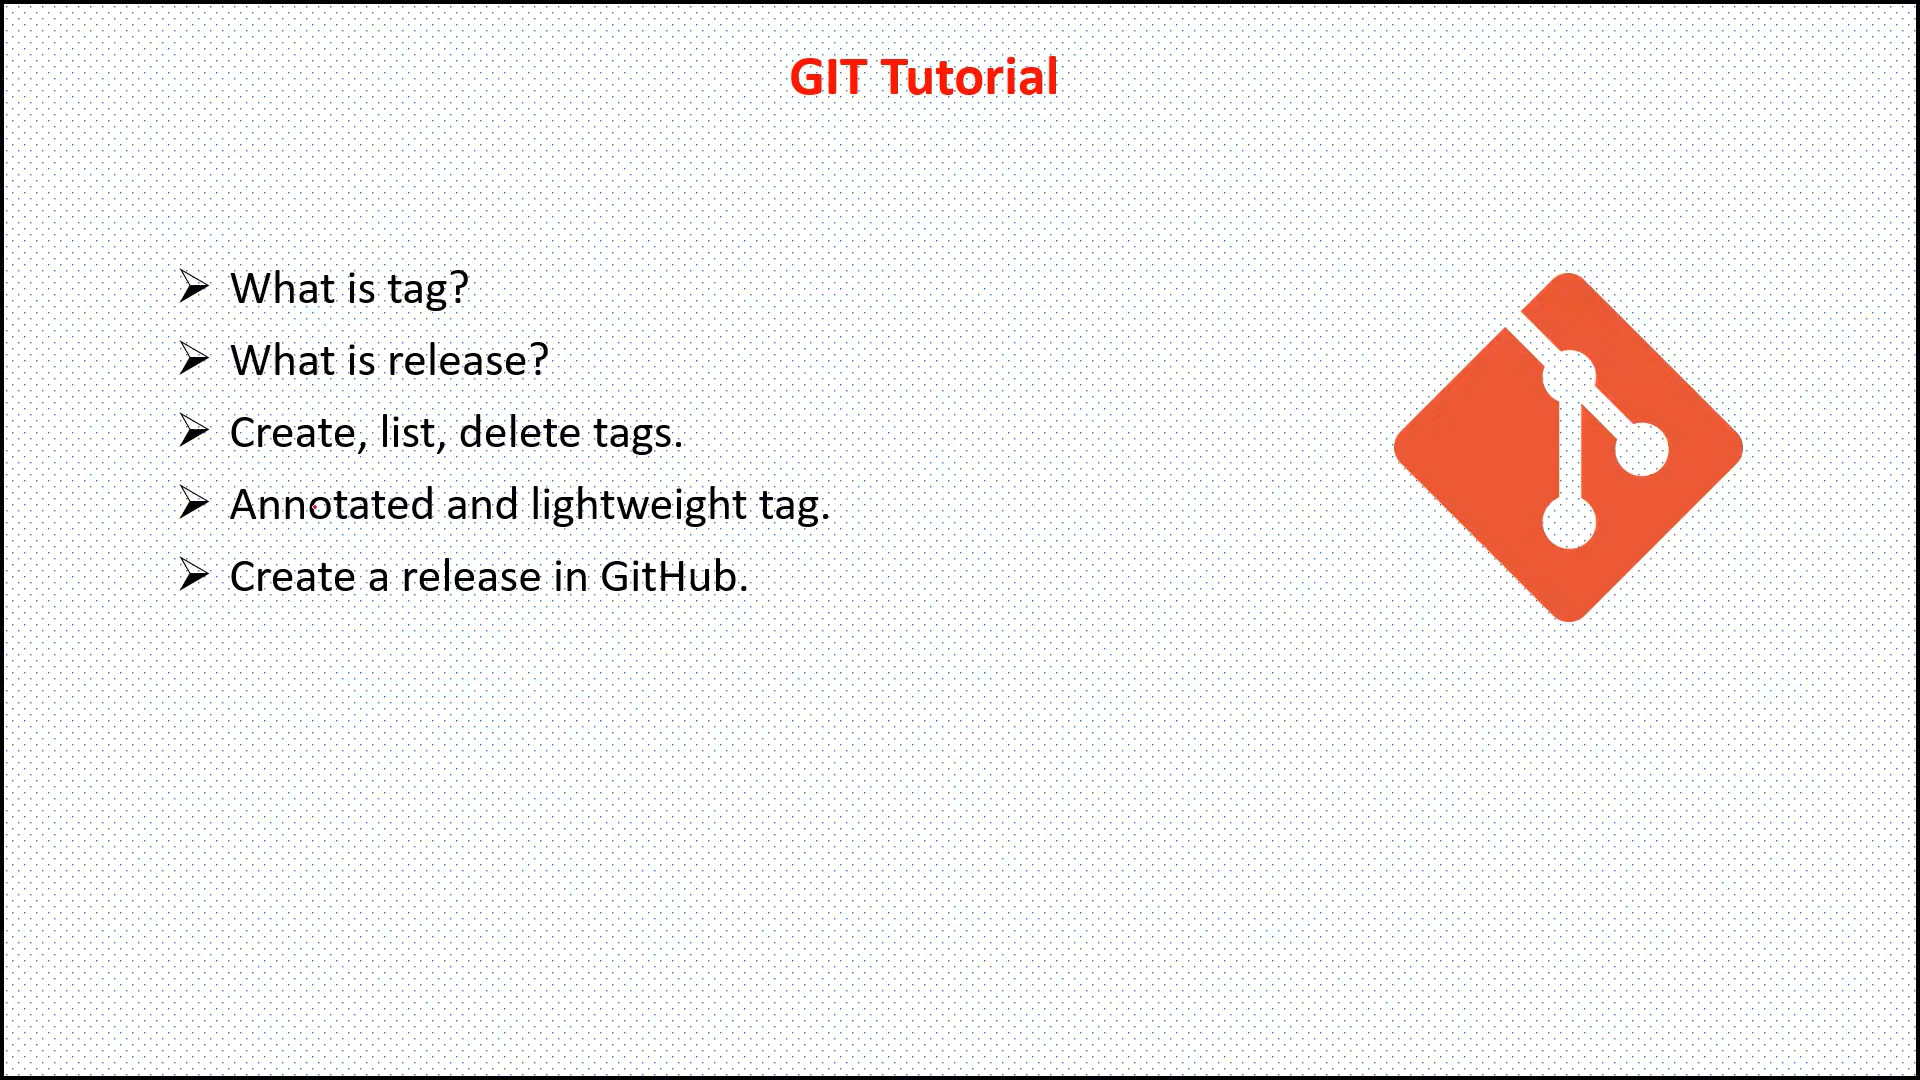 GIT Tutorial
What is tag?
What is release?
Create, list, delete tags.
Annotated and lightweight tag.
Create a release in GitHub.